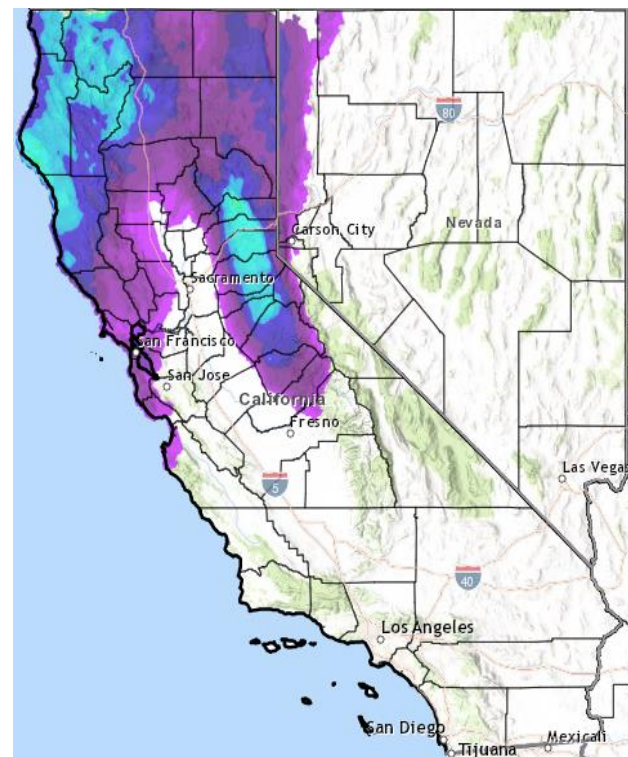 80
Nevada
Carson City
Sacramento
San Francisco
San Jose
California
Fresno
5
Las Vegas
40
Los Angeles
San Diego
Tijuana
Mexicali